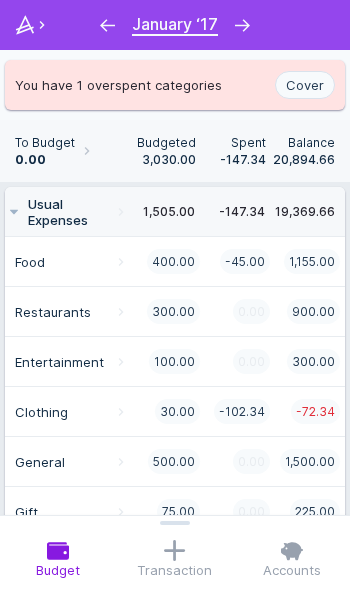 January ‘17
You have 1 overspent categories Cover
To Budget Budgeted Spent Balance
0.00 3,030.00 -147.34 20,894.66
Usual Expenses 1,505.00 -147.34 19,369.66
Food 400.00 -45.00 1,155.00
Restaurants 300.00 0.00 900.00
Entertainment 100.00 0.00 300.00
Clothing 30.00 -102.34 -72.34
General 500.00 0.00 1,500.00
Gift 75.00 0.00 225.00
Budget Transaction Accounts